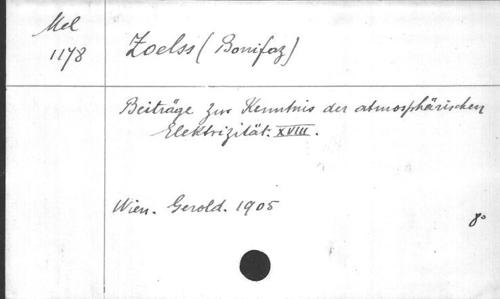 Mel
1178
Zoelss (Bonifaz)
Beiträge zur Kenntnis der atmosphärischen
Elektrizität. XVIII.
Wien. Gerold. 1905
8°